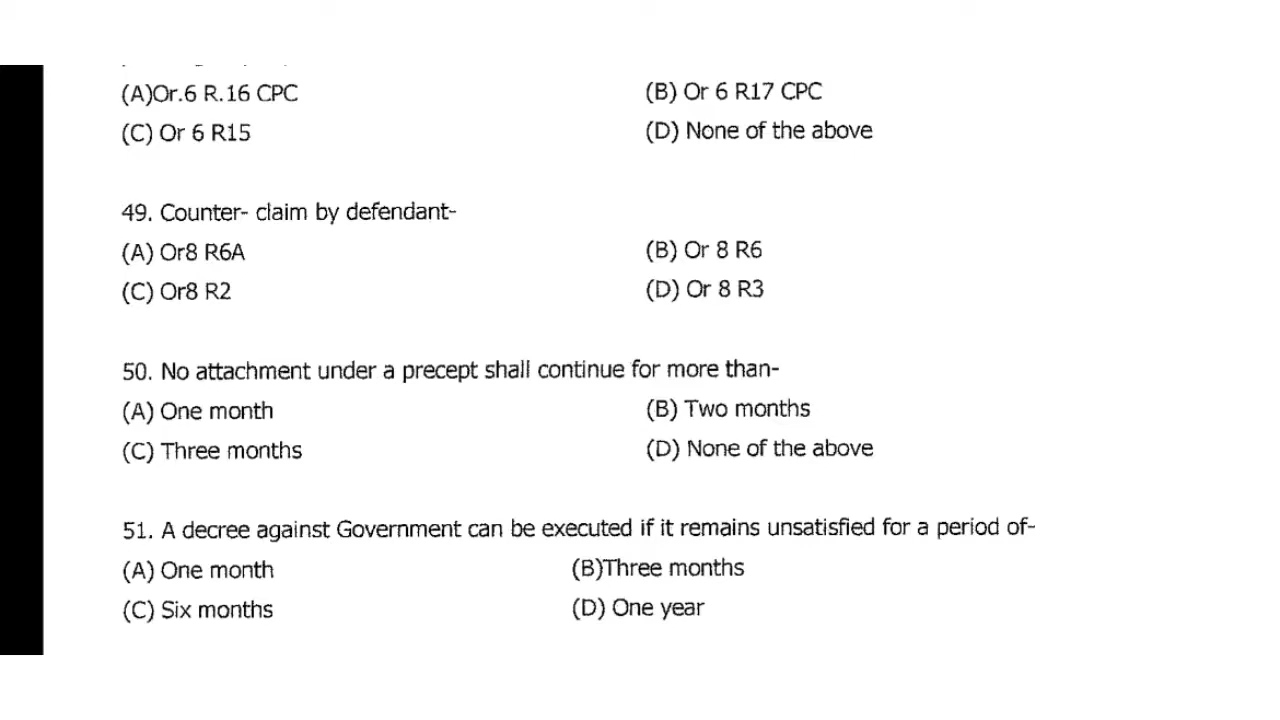 (A)Or.6 R.16 CPC (B) Or 6 R17 CPC
(C) Or 6 R15 (D) None of the above
49. Counter- claim by defendant-
(A) Or8 R6A (B) Or 8 R6
(C) Or8 R2 (D) Or 8 R3
50. No attachment under a precept shall continue for more than-
(A) One month (B) Two months
(C) Three months (D) None of the above
51. A decree against Government can be executed if it remains unsatisfied for a period of-
(A) One month (B)Three months
(C) Six months (D) One year